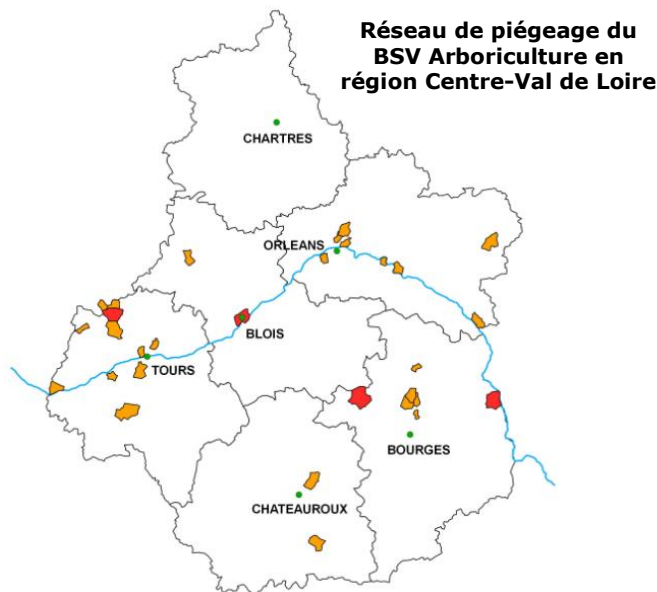 Réseau de piégeage du
BSV Arboriculture en
région Centre-Val de Loire
CHARTRES
ORLEANS
BLOIS
TOURS
BOURGES
CHATEAUROUX